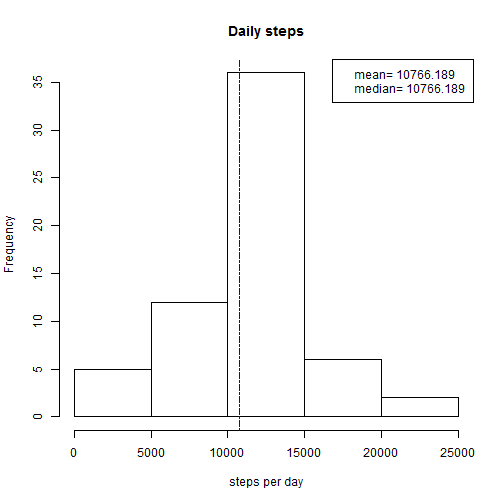 Daily steps
mean= 10766.189
median= 10766.189
Frequency
35
30
25
20
15
10
5
0
0 5000 10000 15000 20000 25000
steps per day